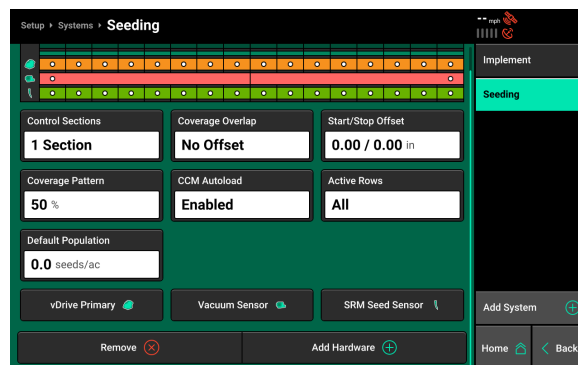 Setup › Systems › Seeding
-- mph
Implement
Seeding
Control Sections
1 Section
Coverage Overlap
No Offset
Start/Stop Offset
0.00 / 0.00 in
Coverage Pattern
50 %
CCM Autoload
Enabled
Active Rows
All
Default Population
0.0 seeds/ac
vDrive Primary
Vacuum Sensor
SRM Seed Sensor
Add System
Remove
Add Hardware
Home
Back